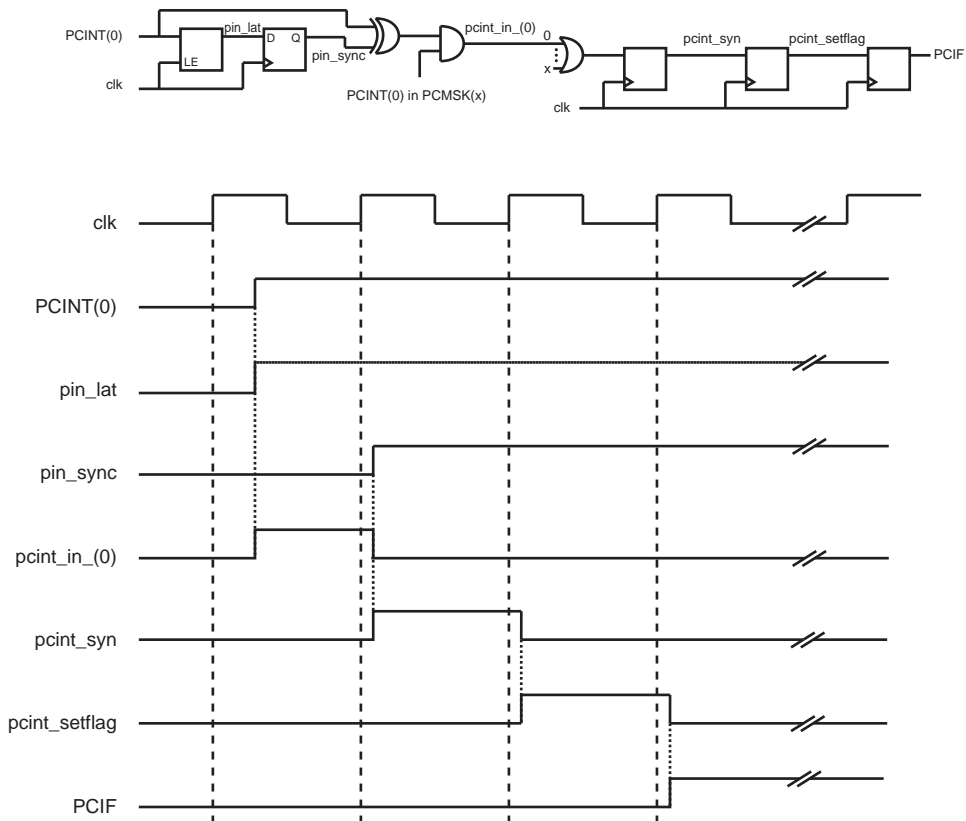 PCINT(0)
pin_lat
D Q
LE
pin_sync
clk
pcint_in_(0)
0
x
PCINT(0) in PCMSK(x)
pcint_syn
pcint_setflag
PCIF
clk
clk
PCINT(0)
pin_lat
pin_sync
pcint_in_(0)
pcint_syn
pcint_setflag
PCIF